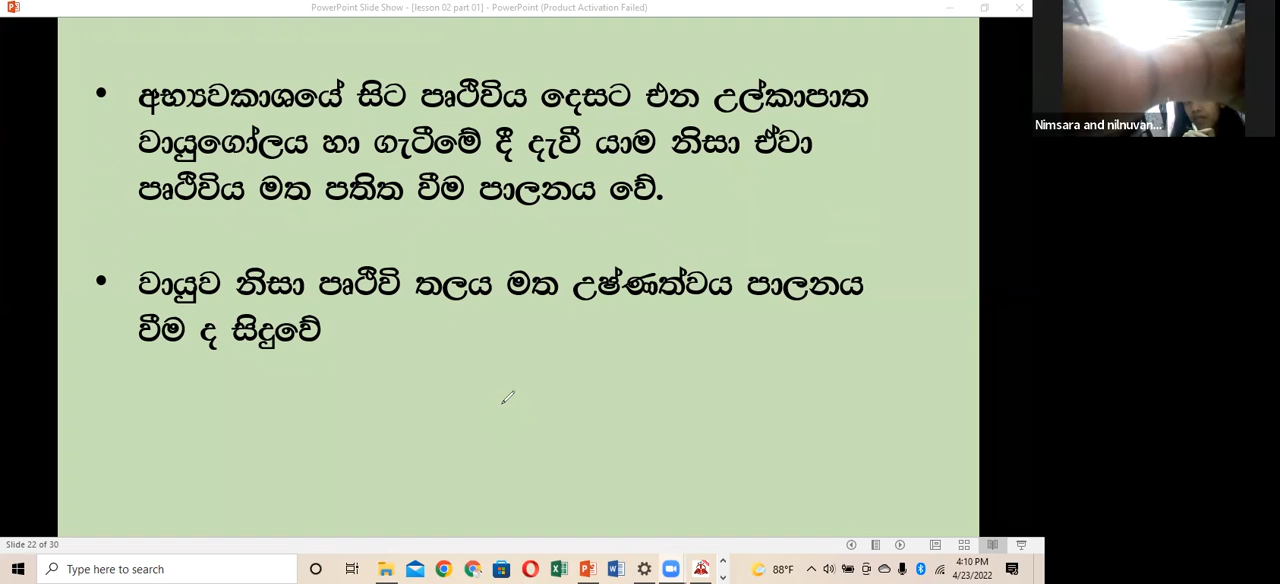 PowerPoint Slide Show - [lesson 02 part 01] - PowerPoint (Product Activation Failed)
අභ්‍යවකාශයේ සිට පෘථිවිය දෙසට එන උල්කාපාත
වායුගෝලය හා ගැටීමේ දී දැවී යාම නිසා ඒවා
පෘථිවිය මත පතිත වීම පාලනය වේ.
වායුව නිසා පෘථිවි තලය මත උෂ්ණත්වය පාලනය
වීම ද සිදුවේ
Nimsara and nilnuvan...
Slide 22 of 30
Type here to search
88°F
4:10 PM
4/23/2022